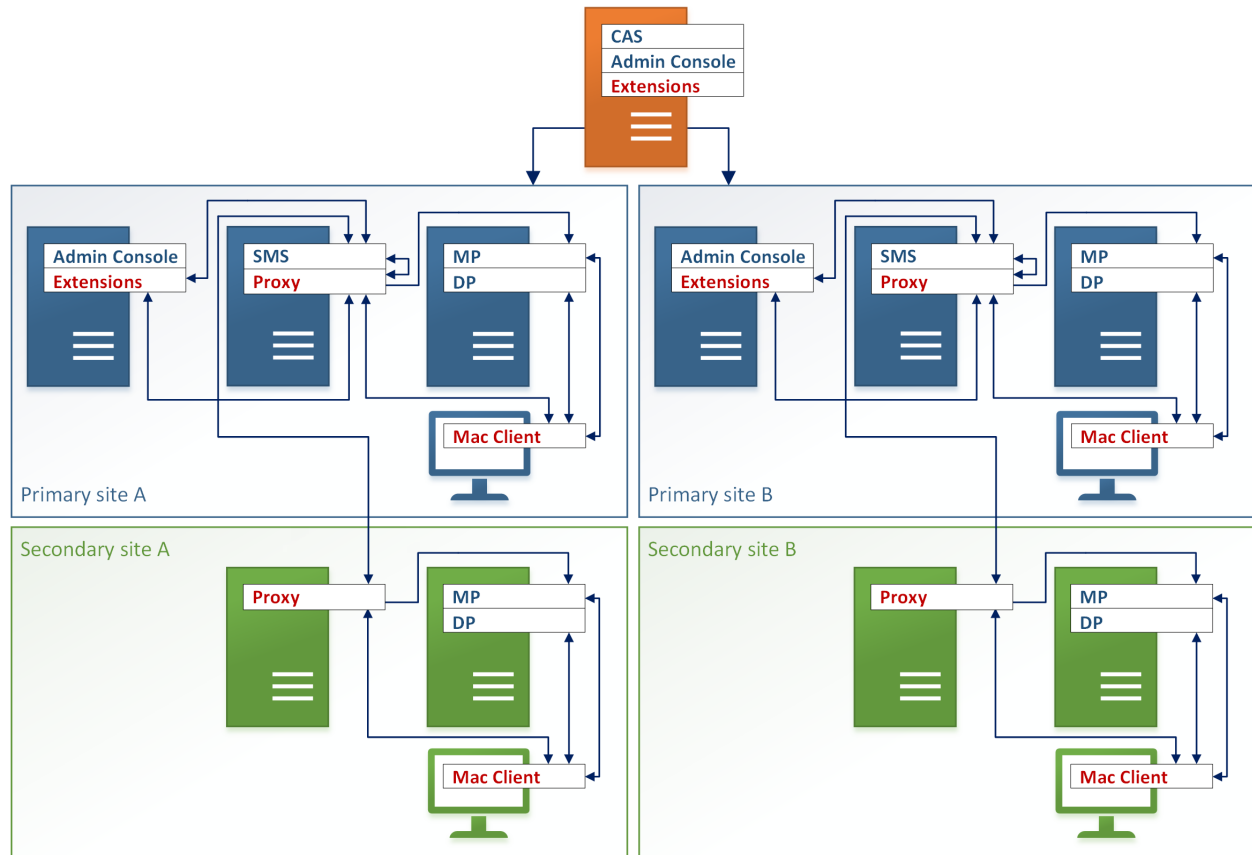 CAS
Admin Console
Extensions
Admin Console
Extensions
SMS
Proxy
MP
DP
Mac Client
Primary site A
Admin Console
Extensions
SMS
Proxy
MP
DP
Mac Client
Primary site B
Secondary site A
Proxy
MP
DP
Mac Client
Secondary site B
Proxy
MP
DP
Mac Client